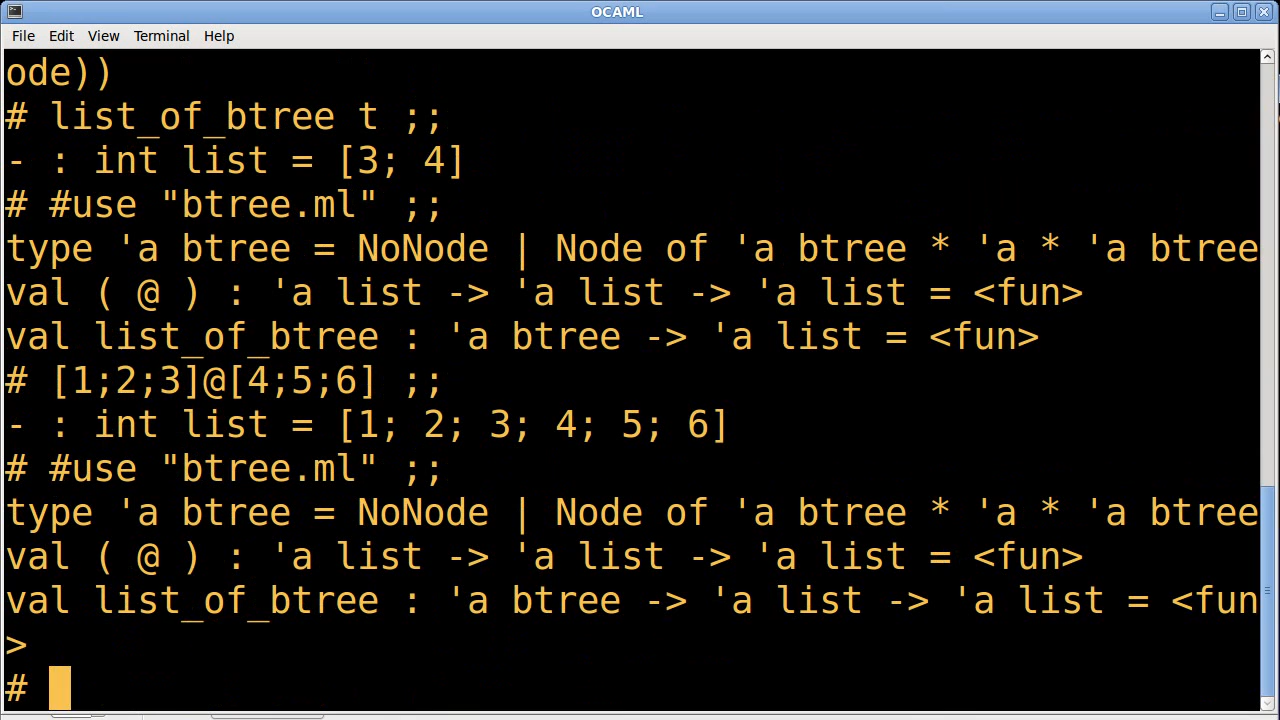 OCAML
File Edit View Terminal Help
ode))
# list_of_btree t ;;
- : int list = [3; 4]
# #use "btree.ml" ;;
type 'a btree = NoNode | Node of 'a btree * 'a * 'a btree
val ( @ ) : 'a list -> 'a list -> 'a list = <fun>
val list_of_btree : 'a btree -> 'a list = <fun>
# [1;2;3]@[4;5;6] ;;
- : int list = [1; 2; 3; 4; 5; 6]
# #use "btree.ml" ;;
type 'a btree = NoNode | Node of 'a btree * 'a * 'a btree
val ( @ ) : 'a list -> 'a list -> 'a list = <fun>
val list_of_btree : 'a btree -> 'a list -> 'a list = <fun
>
#